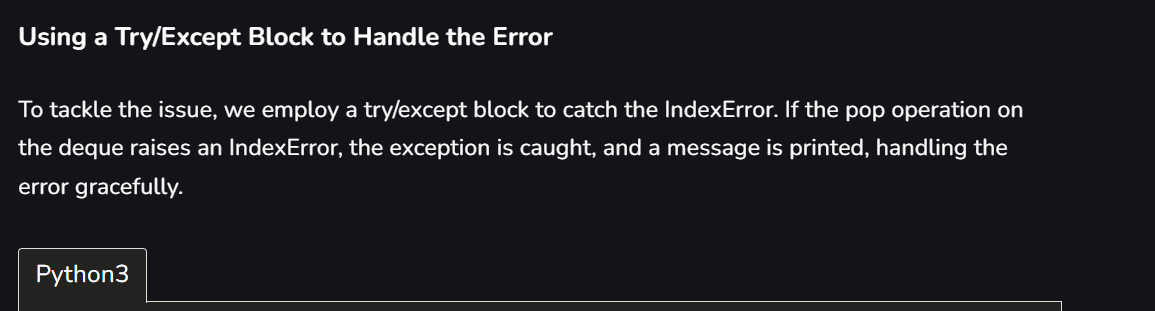 Using a Try/Except Block to Handle the Error
To tackle the issue, we employ a try/except block to catch the IndexError. If the pop operation on
the deque raises an IndexError, the exception is caught, and a message is printed, handling the
error gracefully.
Python3